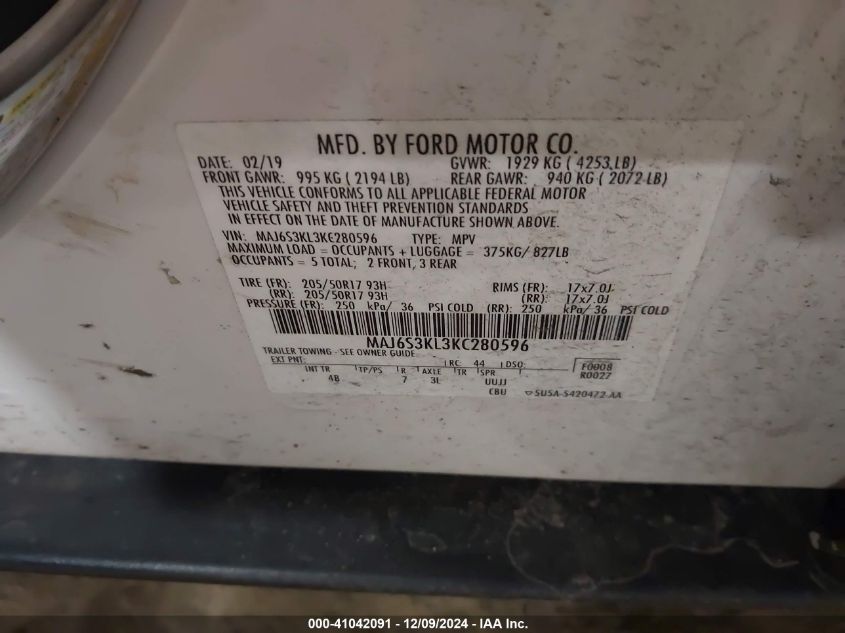 MFD. BY FORD MOTOR CO.
DATE: 02/19 GVWR: 1929 KG ( 4253 LB)
FRONT GAWR: 995 KG ( 2194 LB) REAR GAWR: 940 KG ( 2072 LB)
THIS VEHICLE CONFORMS TO ALL APPLICABLE FEDERAL MOTOR
VEHICLE SAFETY AND THEFT PREVENTION STANDARDS
IN EFFECT ON THE DATE OF MANUFACTURE SHOWN ABOVE.
VIN: MAJ6S3KL3KC280596 TYPE: MPV
MAXIMUM LOAD = OCCUPANTS + LUGGAGE = 375KG/ 827LB
OCCUPANTS = 5 TOTAL; 2 FRONT, 3 REAR
TIRE (FR): 205/50R17 93H RIMS (FR): 17x7.0J
(RR): 205/50R17 93H (RR): 17x7.0J
PRESSURE (FR): 250 kPa/ 36 PSI COLD (RR): 250 kPa/ 36 PSI COLD
MAJ6S3KL3KC280596
TRAILER TOWING - SEE OWNER GUIDE
EXT PNT: RC: 44 DSO: F0008
R0027
INT TR TP/PS R AXLE TR SPR
4B 7 3L UUJJ
CBU 5U5A-5420472-AA
000-41042091 - 12/09/2024 - IAA Inc.